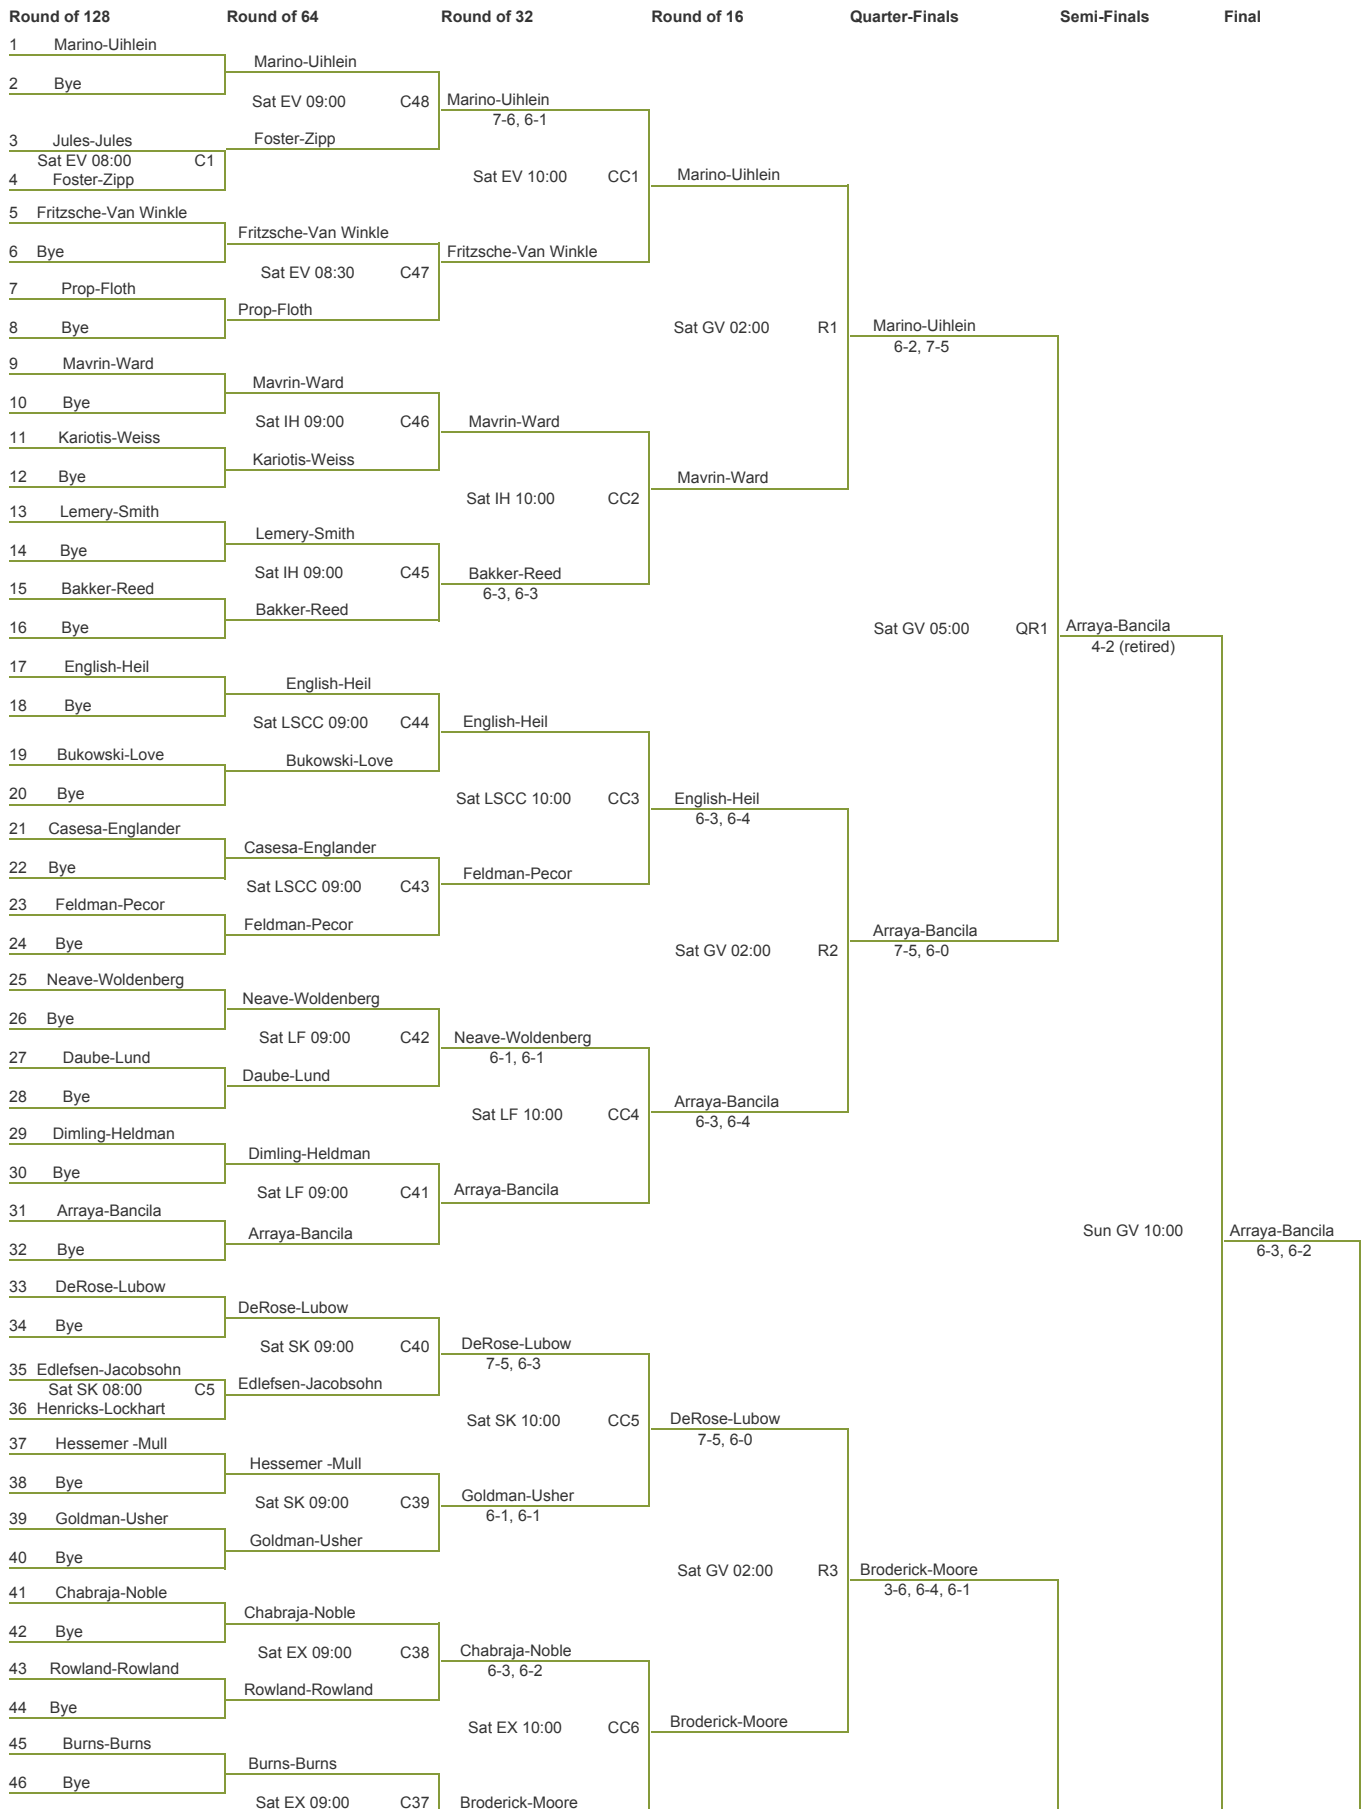 Round of 128 Round of 64 Round of 32 Round of 16 Quarter-Finals Semi-Finals Final
1 Marino-Uihlein
Marino-Uihlein
2 Bye
Sat EV 09:00 C48 Marino-Uihlein
7-6, 6-1
3 Jules-Jules Foster-Zipp
Sat EV 08:00 C1
4 Foster-Zipp
Sat EV 10:00 CC1 Marino-Uihlein
5 Fritzsche-Van Winkle
Fritzsche-Van Winkle
6 Bye Fritzsche-Van Winkle
Sat EV 08:30 C47
7 Prop-Floth
Prop-Floth
8 Bye
Sat GV 02:00 R1 Marino-Uihlein
6-2, 7-5
9 Mavrin-Ward
Mavrin-Ward
10 Bye
Sat IH 09:00 C46 Mavrin-Ward
11 Kariotis-Weiss
Kariotis-Weiss
12 Bye
Mavrin-Ward
Sat IH 10:00 CC2
13 Lemery-Smith
Lemery-Smith
14 Bye
Sat IH 09:00 C45 Bakker-Reed
15 Bakker-Reed 6-3, 6-3
Bakker-Reed
16 Bye
Sat GV 05:00 QR1 Arraya-Bancila
4-2 (retired)
17 English-Heil
English-Heil
18 Bye
Sat LSCC 09:00 C44 English-Heil
19 Bukowski-Love
Bukowski-Love
20 Bye
Sat LSCC 10:00 CC3 English-Heil
6-3, 6-4
21 Casesa-Englander
Casesa-Englander
22 Bye
Feldman-Pecor
Sat LSCC 09:00 C43
23 Feldman-Pecor
Feldman-Pecor
Arraya-Bancila
24 Bye
Sat GV 02:00 R2 7-5, 6-0
25 Neave-Woldenberg
Neave-Woldenberg
26 Bye
Sat LF 09:00 C42 Neave-Woldenberg
27 Daube-Lund 6-1, 6-1
Daube-Lund
28 Bye
Arraya-Bancila
Sat LF 10:00 CC4 6-3, 6-4
29 Dimling-Heldman
Dimling-Heldman
30 Bye
Sat LF 09:00 C41 Arraya-Bancila
31 Arraya-Bancila
Arraya-Bancila
Sun GV 10:00 Arraya-Bancila
32 Bye 6-3, 6-2
33 DeRose-Lubow
DeRose-Lubow
34 Bye
Sat SK 09:00 C40 DeRose-Lubow
7-5, 6-3
35 Edlefsen-Jacobsohn
Sat SK 08:00 C5 Edlefsen-Jacobsohn
36 Henricks-Lockhart
Sat SK 10:00 CC5 DeRose-Lubow
7-5, 6-0
37 Hessemer -Mull
Hessemer -Mull
38 Bye
Sat SK 09:00 C39 Goldman-Usher
6-1, 6-1
39 Goldman-Usher
Goldman-Usher
40 Bye
Sat GV 02:00 R3 Broderick-Moore
3-6, 6-4, 6-1
41 Chabraja-Noble
Chabraja-Noble
42 Bye
Sat EX 09:00 C38 Chabraja-Noble
43 Rowland-Rowland 6-3, 6-2
Rowland-Rowland
44 Bye
Sat EX 10:00 CC6 Broderick-Moore
45 Burns-Burns
Burns-Burns
46 Bye
Sat EX 09:00 C37 Broderick-Moore